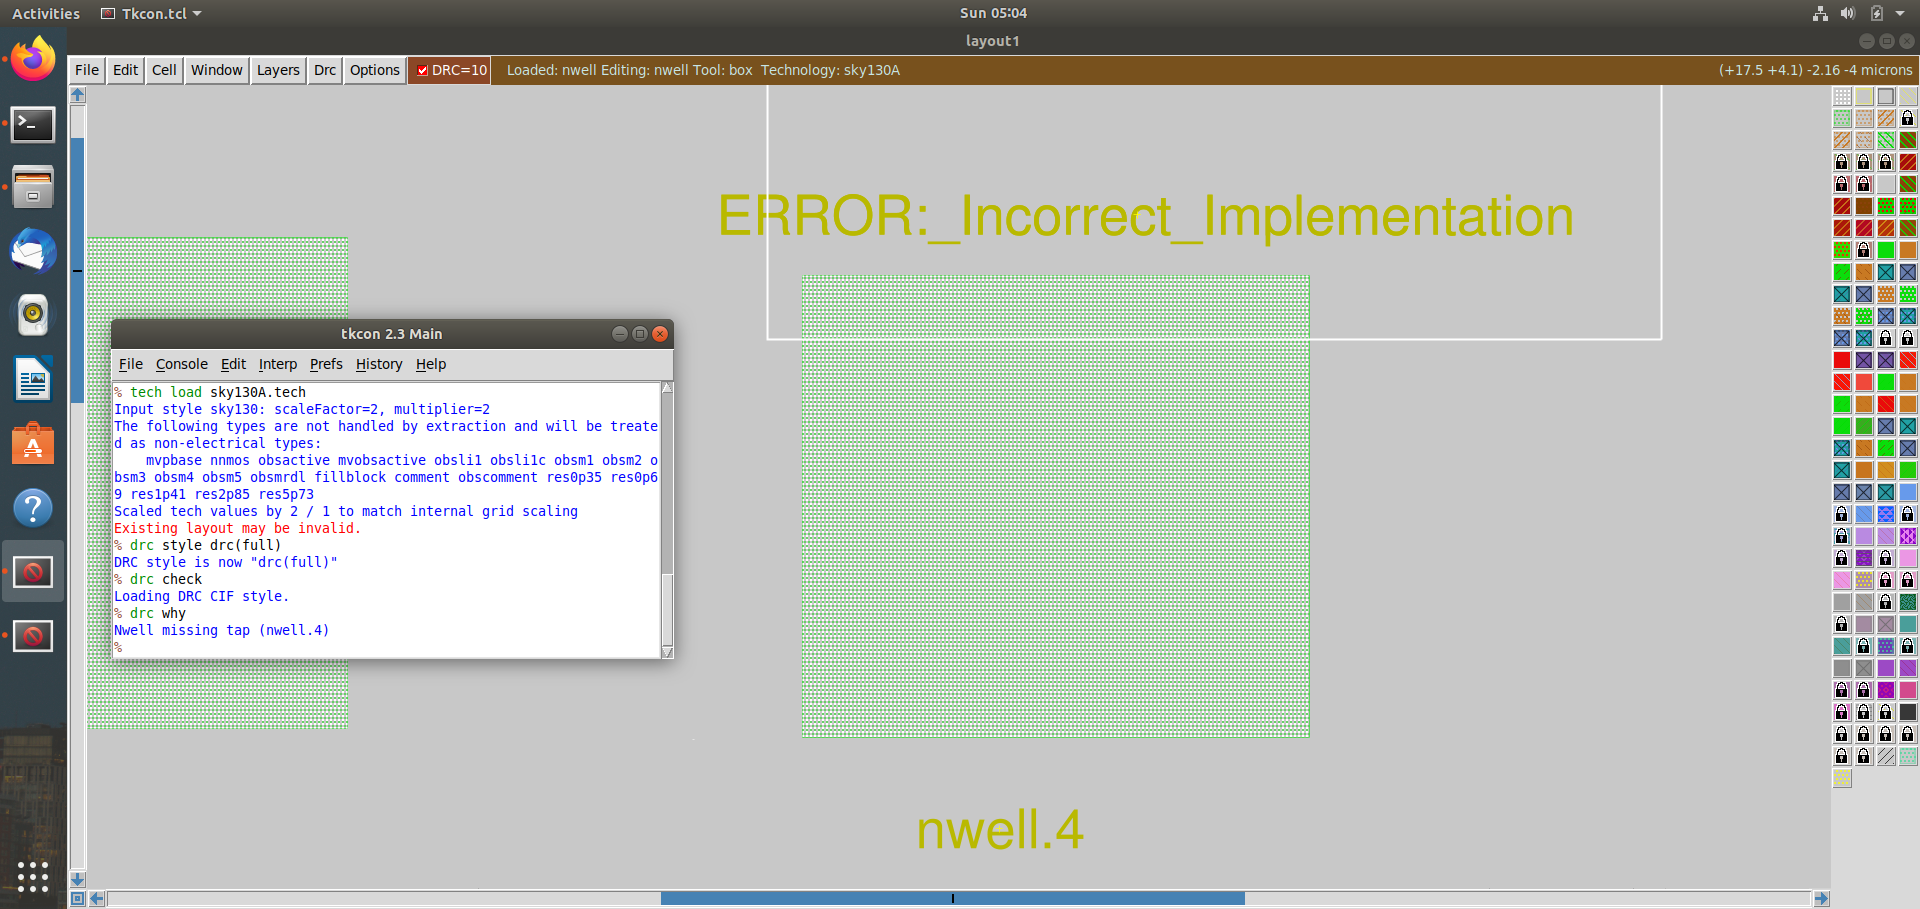 Activities Tkcon.tcl Sun 05:04
layout1
File Edit Cell Window Layers Drc Options DRC=10 Loaded: nwell Editing: nwell Tool: box Technology: sky130A (+17.5 +4.1) -2.16 -4 microns
ERROR:_Incorrect_Implementation
tkcon 2.3 Main
File Console Edit Interp Prefs History Help
% tech load sky130A.tech
Input style sky130: scaleFactor=2, multiplier=2
The following types are not handled by extraction and will be treate
d as non-electrical types:
mvpbase nnmos obsactive mvobsactive obsli1 obsli1c obsm1 obsm2 o
bsm3 obsm4 obsm5 obsmrdl fillblock comment obscomment res0p35 res0p6
9 res1p41 res2p85 res5p73
Scaled tech values by 2 / 1 to match internal grid scaling
Existing layout may be invalid.
% drc style drc(full)
DRC style is now "drc(full)"
% drc check
Loading DRC CIF style.
% drc why
Nwell missing tap (nwell.4)
%
nwell.4